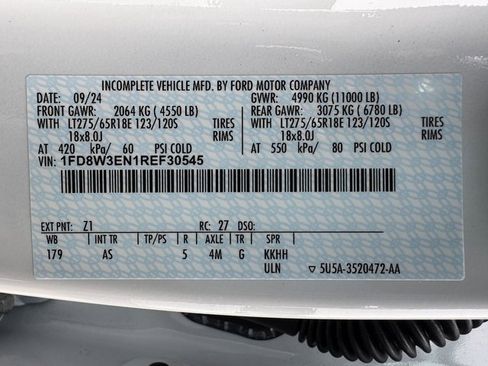 INCOMPLETE VEHICLE MFD. BY FORD MOTOR COMPANY
DATE: 09/24 GVWR: 4990 KG (11000 LB)
FRONT GAWR: 2064 KG (4550 LB) REAR GAWR: 3075 KG (6780 LB)
WITH LT275/65R18E 123/120S TIRES WITH LT275/65R18E 123/120S TIRES
18x8.0J RIMS 18x8.0J RIMS
AT 420 kPa/ 60 PSI COLD AT 550 kPa/ 80 PSI COLD
VIN: 1FD8W3EN1REF30545
EXT PNT: Z1 RC: 27 DSO:
WB INT TR TP/PS R AXLE TR SPR
179 AS 5 4M G KKHH
ULN ▽5U5A-3520472-AA